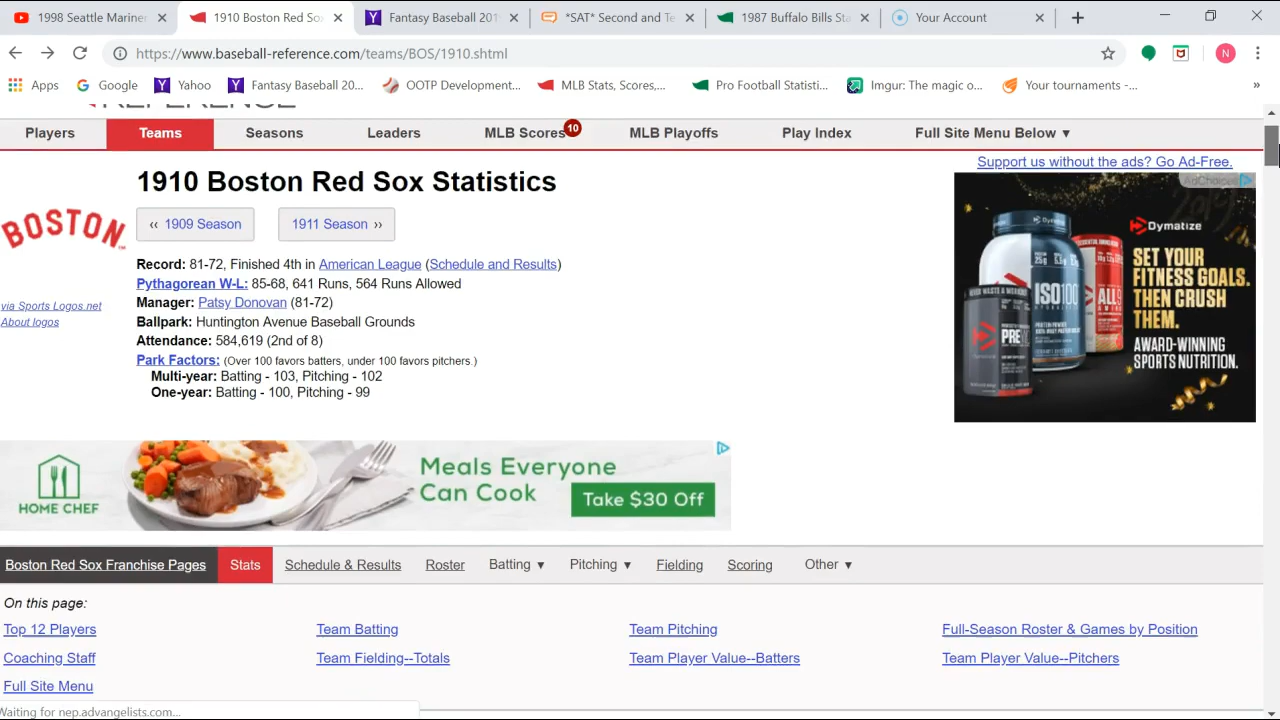 1998 Seattle Mariner
1910 Boston Red So
Fantasy Baseball 201
*SAT* Second and Te
1987 Buffalo Bills Sta
Your Account
https://www.baseball-reference.com/teams/BOS/1910.shtml
N
Apps
Google
Yahoo
Fantasy Baseball 20...
OOTP Development...
MLB Stats, Scores,...
Pro Football Statisti...
Imgur: The magic o...
Your tournaments -...
»
REFERENCE
Players
Teams
Seasons
Leaders
MLB Scores 10
MLB Playoffs
Play Index
Full Site Menu Below ▼
Support us without the ads? Go Ad-Free.
1910 Boston Red Sox Statistics
AdChoices
BOSTON
‹‹ 1909 Season
1911 Season ››
Record: 81-72, Finished 4th in American League (Schedule and Results)
Pythagorean W-L: 85-68, 641 Runs, 564 Runs Allowed
Manager: Patsy Donovan (81-72)
Ballpark: Huntington Avenue Baseball Grounds
Attendance: 584,619 (2nd of 8)
Park Factors: (Over 100 favors batters, under 100 favors pitchers.)
Multi-year: Batting - 103, Pitching - 102
One-year: Batting - 100, Pitching - 99
via Sports Logos.net
About logos
Dymatize
SET YOUR
FITNESS GOALS.
THEN CRUSH
THEM.
AWARD-WINNING
SPORTS NUTRITION.
ISO100
ALL9
PRE
HOME CHEF
Meals Everyone
Can Cook
Take $30 Off
Boston Red Sox Franchise Pages
Stats
Schedule & Results
Roster
Batting ▼
Pitching ▼
Fielding
Scoring
Other ▼
On this page:
Top 12 Players
Team Batting
Team Pitching
Full-Season Roster & Games by Position
Coaching Staff
Team Fielding--Totals
Team Player Value--Batters
Team Player Value--Pitchers
Full Site Menu
Waiting for nep.advangelists.com...